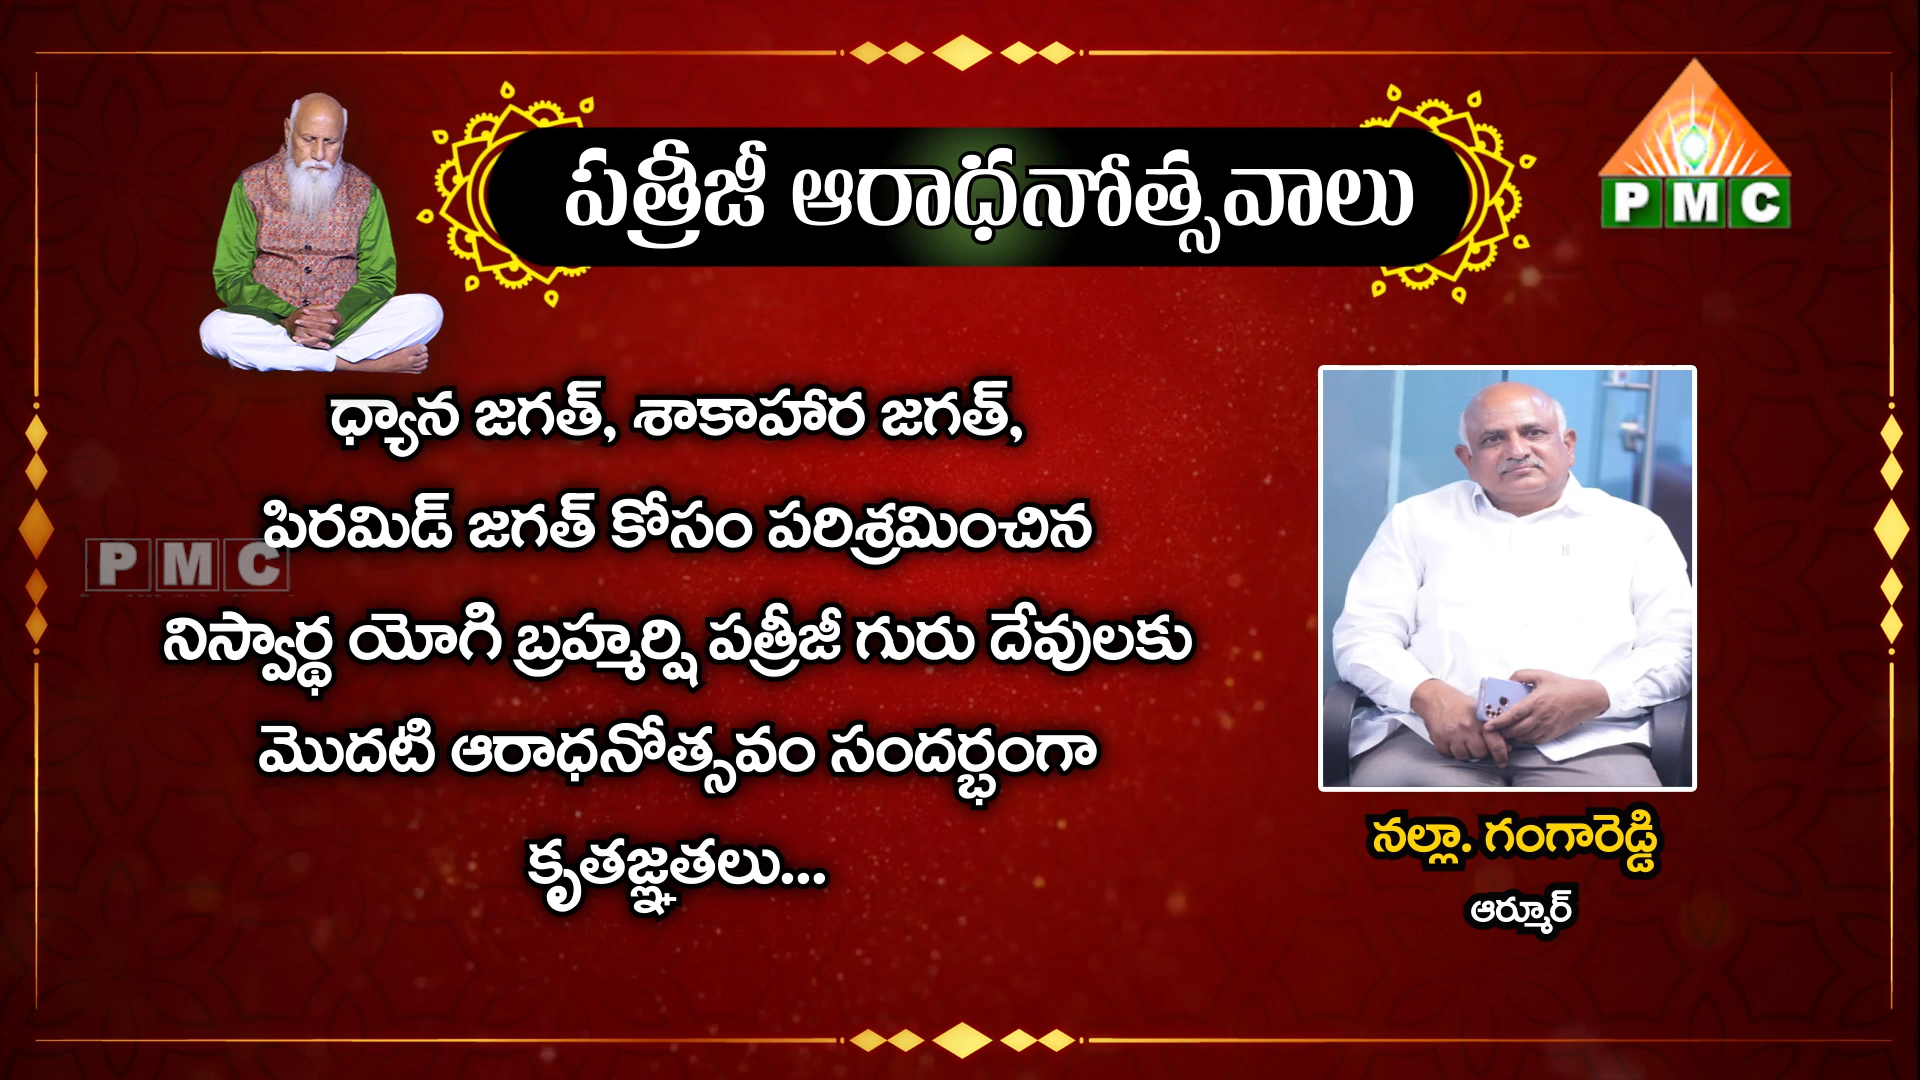 పత్రీజీ ఆరాధనోత్సవాలు
PMC
ధ్యాన జగత్, శాకాహార జగత్,
పిరమిడ్ జగత్ కోసం పరిశ్రమించిన
PMC
నిస్వార్థ యోగి బ్రహ్మర్షి పత్రీజీ గురు దేవులకు
మొదటి ఆరాధనోత్సవం సందర్భంగా
కృతజ్ఞతలు...
నల్లా. గంగారెడ్డి
ఆర్మూర్